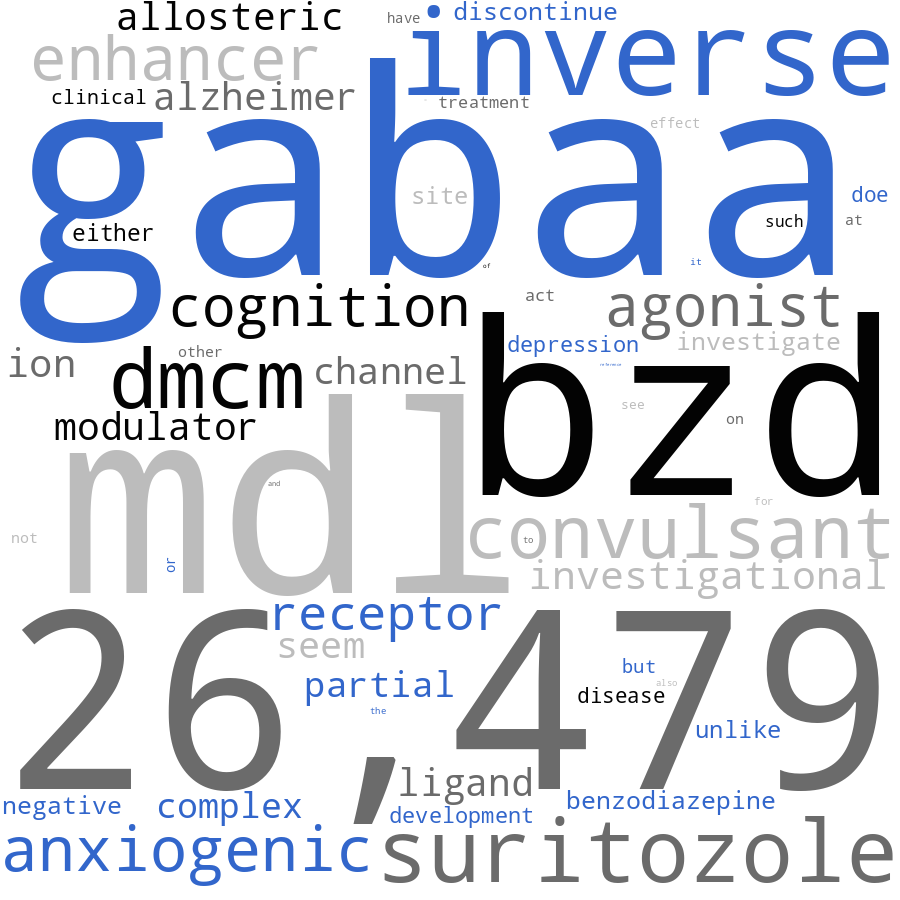 allosteric
have
• discontinue
enhancer
inverse
clinical
alzheimer
treatment
gabaa
effect
site
doe
either
such
at
of
it
cognition
act
agonist
ion
other
dmcm
channel
depression
investigate
reference
bzd
modulator
see
on
mdl
and
for
not
or
to
convulsant
investigational
26,479
receptor
seem
partial
but
disease
also
the
unlike
ligand
negative
complex
development
benzodiazepine
anxiogenic
suritozole